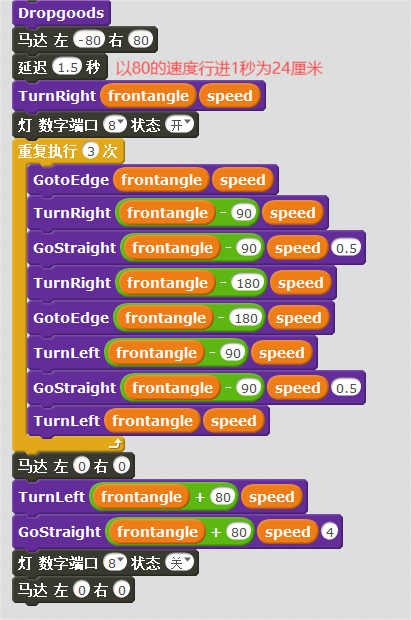 Dropgoods
马达 左 -80 右 80
延迟 1.5 秒 以80的速度行进1秒为24厘米
TurnRight frontangle speed
灯 数字端口 8 状态 开
重复执行 3 次
GotoEdge frontangle speed
TurnRight frontangle - 90 speed
GoStraight frontangle - 90 speed 0.5
TurnRight frontangle - 180 speed
GotoEdge frontangle - 180 speed
TurnLeft frontangle - 90 speed
GoStraight frontangle - 90 speed 0.5
TurnLeft frontangle speed
马达 左 0 右 0
TurnLeft frontangle + 80 speed
GoStraight frontangle + 80 speed 4
灯 数字端口 8 状态 关
马达 左 0 右 0